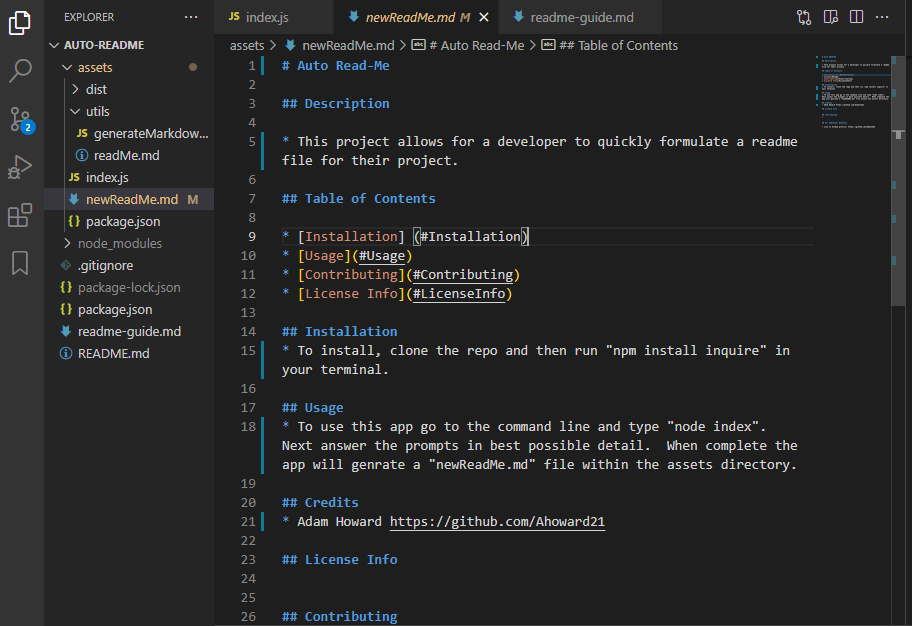 EXPLORER ···
JS index.js
newReadMe.md M ×
readme-guide.md
···
AUTO-README
assets
dist
utils
JS generateMarkdow...
readMe.md
JS index.js
newReadMe.md M
{} package.json
node_modules
.gitignore
{} package-lock.json
{} package.json
readme-guide.md
README.md
2
assets > newReadMe.md > # Auto Read-Me > ## Table of Contents
1 # Auto Read-Me
2
3 ## Description
4
5 * This project allows for a developer to quickly formulate a readme
file for their project.
6
7 ## Table of Contents
8
9 * [Installation] (#Installation)
10 * [Usage](#Usage)
11 * [Contributing](#Contributing)
12 * [License Info](#LicenseInfo)
13
14 ## Installation
15 * To install, clone the repo and then run "npm install inquire" in
your terminal.
16
17 ## Usage
18 * To use this app go to the command line and type "node index".
Next answer the prompts in best possible detail.  When complete the
app will genrate a "newReadMe.md" file within the assets directory.
19
20 ## Credits
21 * Adam Howard https://github.com/Ahoward21
22
23 ## License Info
24
25
26 ## Contributing